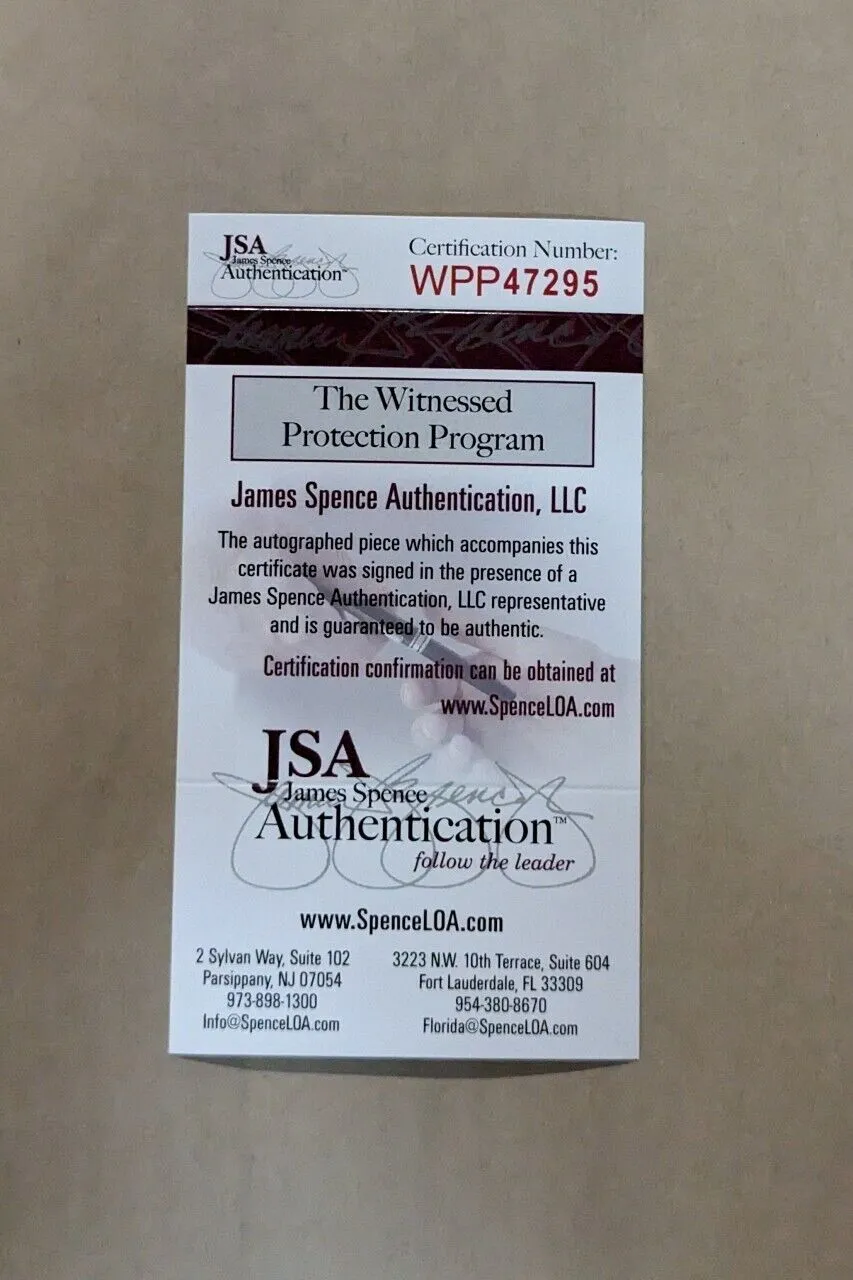 JSA
James Spence
Authentication™
Certification Number:
WPP47295
The Witnessed
Protection Program
James Spence Authentication, LLC
The autographed piece which accompanies this
certificate was signed in the presence of a
James Spence Authentication, LLC representative
and is guaranteed to be authentic.
Certification confirmation can be obtained at
www.SpenceLOA.com
JSA
James Spence
Authentication™
follow the leader
www.SpenceLOA.com
2 Sylvan Way, Suite 102
Parsippany, NJ 07054
973-898-1300
Info@SpenceLOA.com
3223 N.W. 10th Terrace, Suite 604
Fort Lauderdale, FL 33309
954-380-8670
Florida@SpenceLOA.com